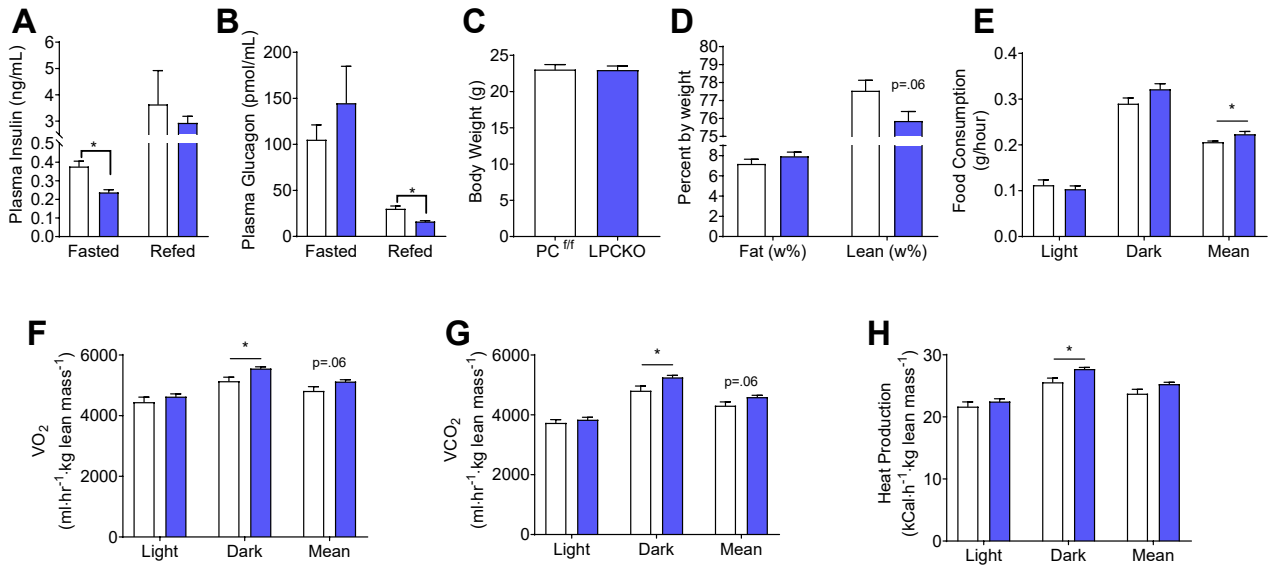 A
Plasma Insulin (ng/mL)
6
5
4
3
0.5
0.4
0.3
0.2
0.1
0.0
*
Fasted
Refed
B
Plasma Glucagon (pmol/mL)
200
150
100
50
0
*
Fasted
Refed
C
Body Weight (g)
25
20
15
10
5
0
PC f/f
LPCKO
D
Percent by weight
80
79
78
77
76
75
8
6
4
2
0
p=.06
Fat (w%)
Lean (w%)
E
Food Consumption
(g/hour)
0.4
0.3
0.2
0.1
0.0
*
Light
Dark
Mean
F
VO2
(ml·hr-1·kg lean mass-1)
6000
4000
2000
0
*
p=.06
Light
Dark
Mean
G
VCO2
(ml·hr-1·kg lean mass-1)
6000
4000
2000
0
*
p=.06
Light
Dark
Mean
H
Heat Production
(kCal·h-1·kg lean mass-1)
30
20
10
0
*
Light
Dark
Mean